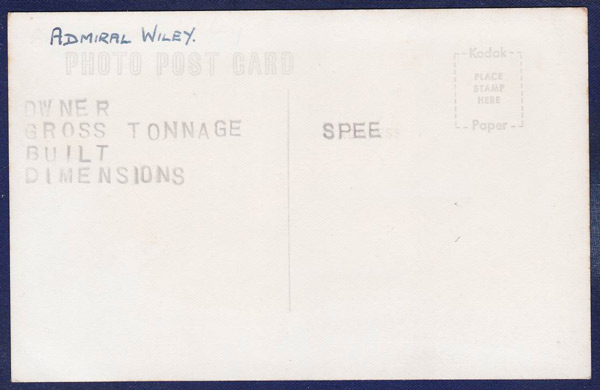 ADMIRAL WILEY.
PHOTO POST CARD
Kodak
PLACE
STAMP
HERE
Paper
OWNER
GROSS TONNAGE
BUILT
DIMENSIONS
SPEE